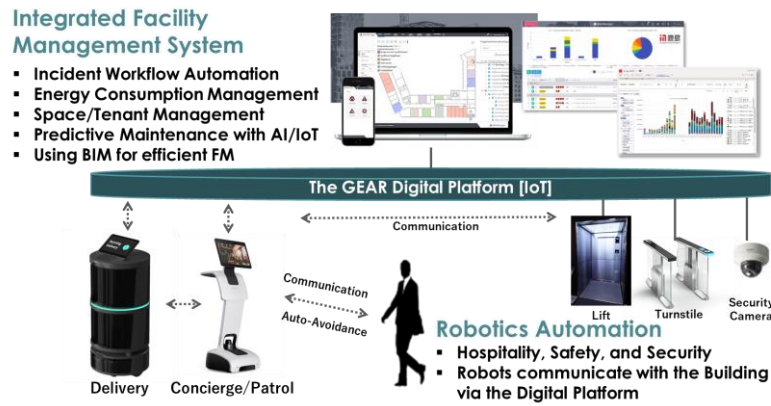 Integrated Facility
Management System
▪ Incident Workflow Automation
▪ Energy Consumption Management
▪ Space/Tenant Management
▪ Predictive Maintenance with AI/IoT
▪ Using BIM for efficient FM
鹿島
The GEAR Digital Platform [IoT]
Communication
Communication
Auto-Avoidance
Lift
Turnstile
Security
Camera
Robotics Automation
▪ Hospitality, Safety, and Security
▪ Robots communicate with the Building
via the Digital Platform
Delivery
Concierge/Patrol